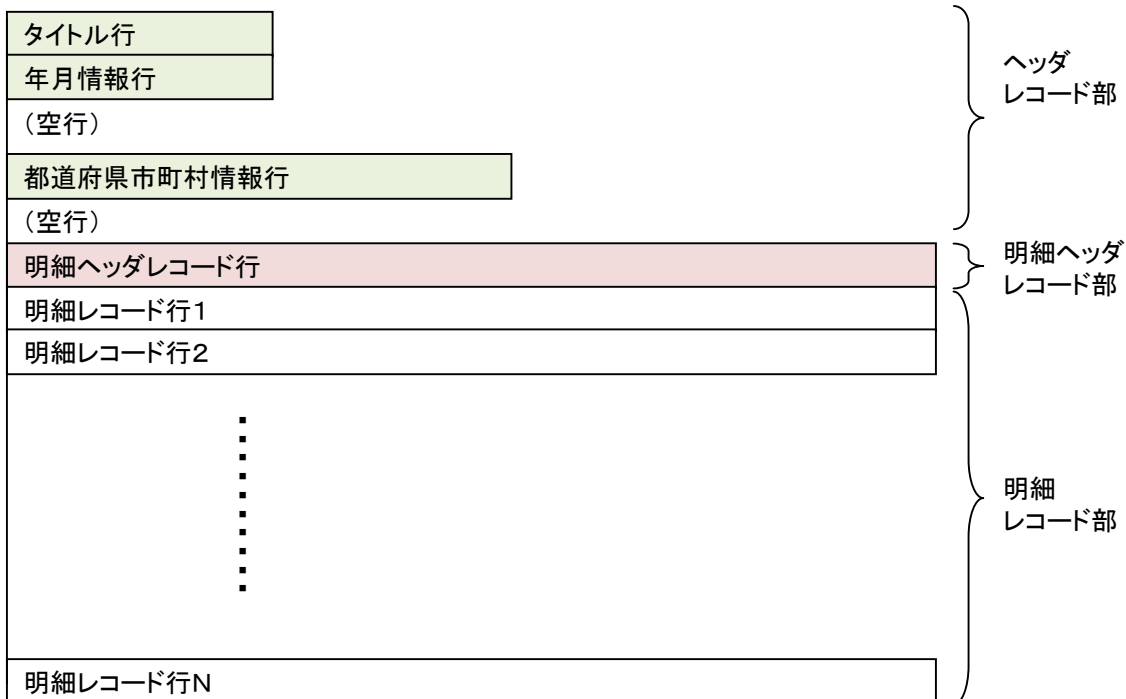 タイトル行
年月情報行
（空行）
都道府県市町村情報行
（空行）
明細ヘッダレコード行
明細レコード行１
明細レコード行２
明細レコード行Ｎ
ヘッダ
レコード部
明細ヘッダ
レコード部
明細
レコード部